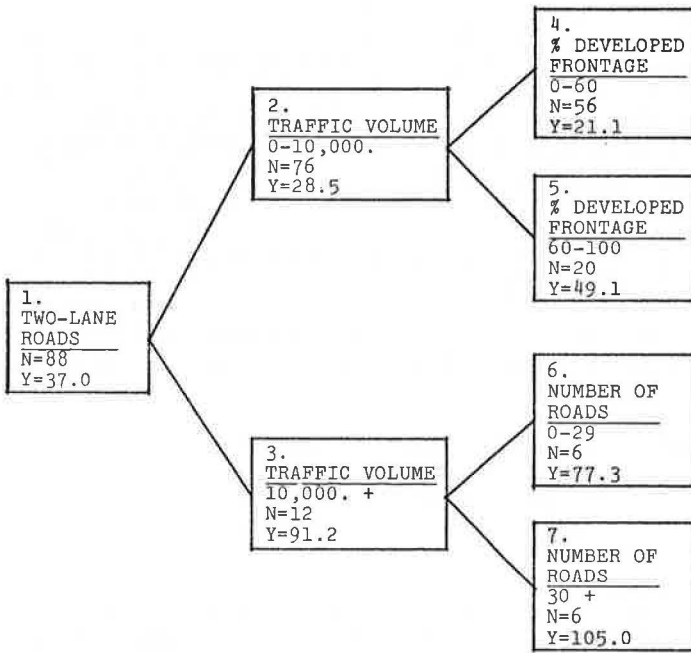 1.
TWO-LANE
ROADS
N=88
Y=37.0
2.
TRAFFIC VOLUME
0-10,000.
N=76
Y=28.5
3.
TRAFFIC VOLUME
10,000. +
N=12
Y=91.2
4.
% DEVELOPED
FRONTAGE
0-60
N=56
Y=21.1
5.
% DEVELOPED
FRONTAGE
60-100
N=20
Y=49.1
6.
NUMBER OF
ROADS
0-29
N=6
Y=77.3
7.
NUMBER OF
ROADS
30 +
N=6
Y=105.0